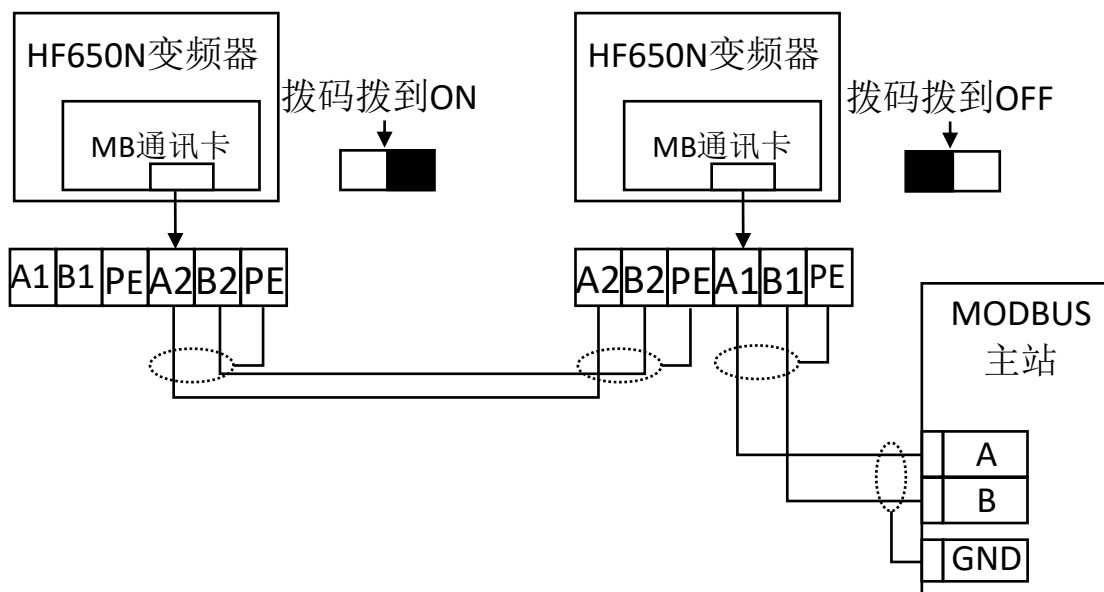 HF650N变频器
拨码拨到ON
MB通讯卡
HF650N变频器
拨码拨到OFF
MB通讯卡
A1 B1 PE A2 B2 PE
A2 B2 PE A1 B1 PE
MODBUS
主站
A
B
GND